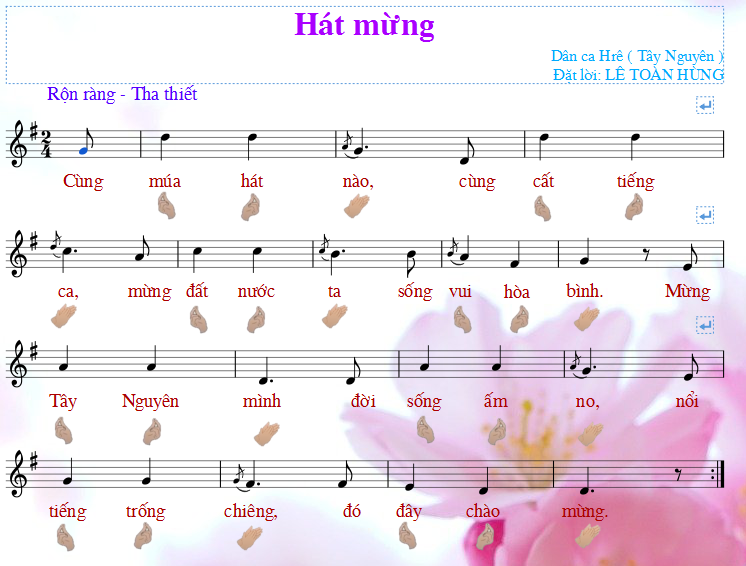 Hát mừng
Dân ca Hrê ( Tây Nguyên )
Đặt lời: LÊ TOÀN HÙNG
Rộn ràng - Tha thiết
2
4
Cùng múa hát nào, cùng cất tiếng
ca, mừng đất nước ta sống vui hòa bình. Mừng
Tây Nguyên mình đời sống ấm no, nổi
tiếng trống chiêng, đó đây chào mừng.